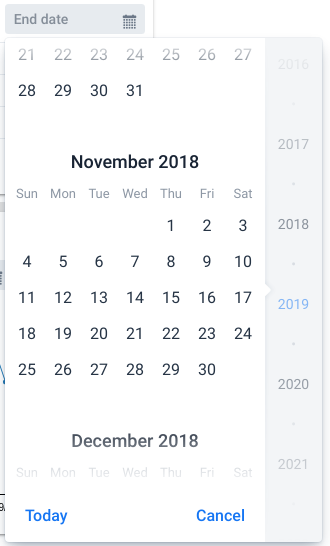 End date
21 22 23 24 25 26 27
28 29 30 31
November 2018
Sun Mon Tue Wed Thu Fri Sat
1 2 3
4 5 6 7 8 9 10
11 12 13 14 15 16 17
18 19 20 21 22 23 24
25 26 27 28 29 30
December 2018
Sun Mon Tue Wed Thu Fri Sat
2016
2017
2018
2019
2020
2021
Today Cancel